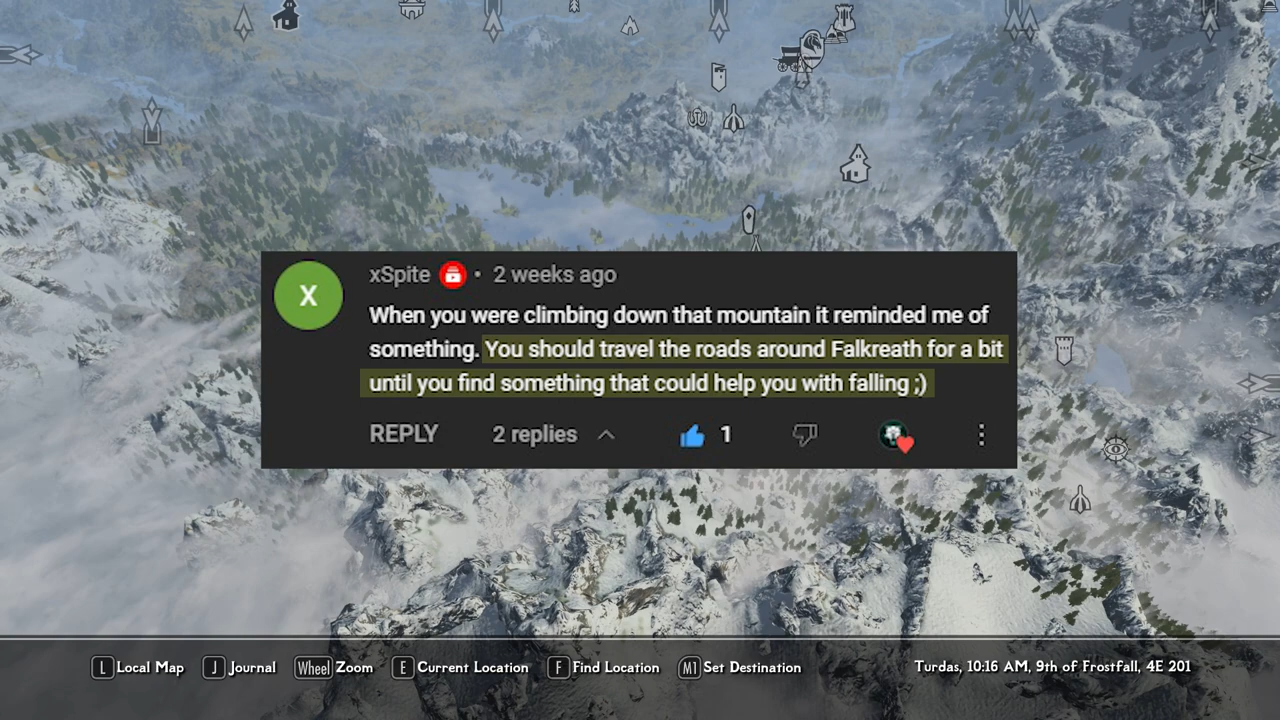 X
xSpite • 2 weeks ago
When you were climbing down that mountain it reminded me of
something. You should travel the roads around Falkreath for a bit
until you find something that could help you with falling ;)
REPLY 2 replies 1
L Local Map J Journal Wheel Zoom E Current Location F Find Location M1 Set Destination Turdas, 10:16 AM, 9th of Frostfall, 4E 201